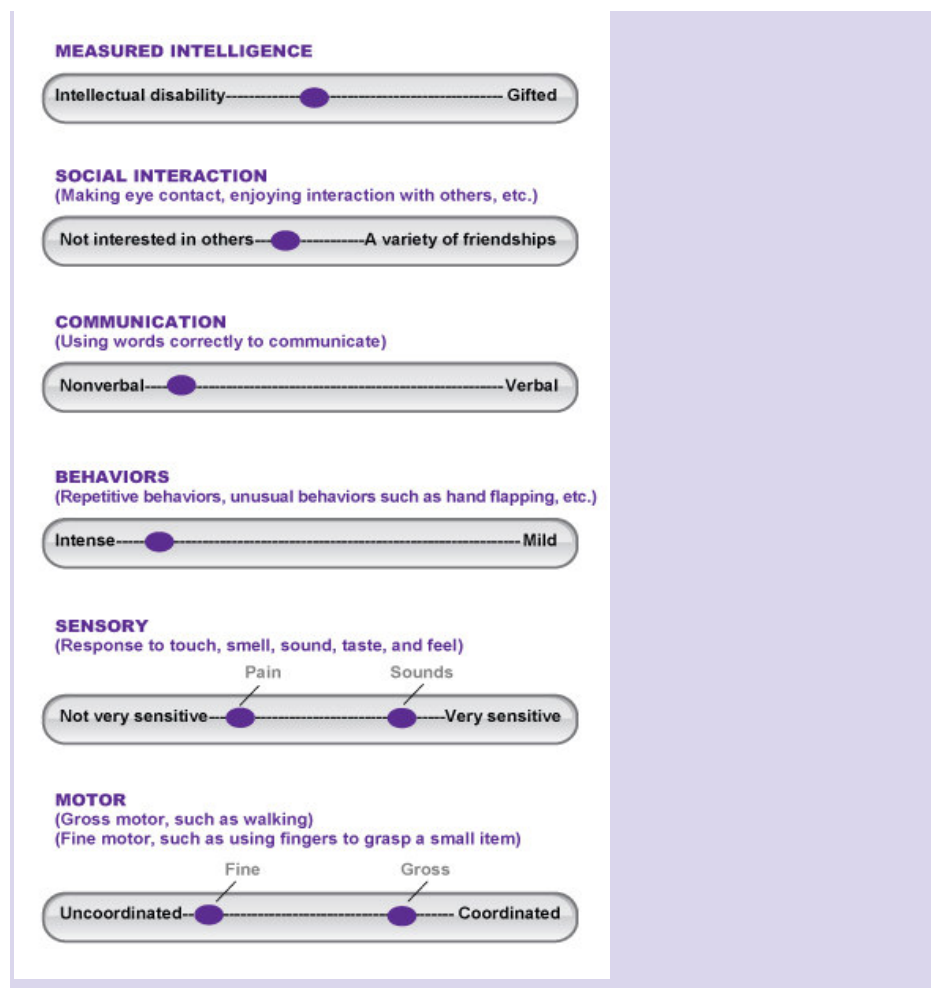 MEASURED INTELLIGENCE
Intellectual disability Gifted
SOCIAL INTERACTION
(Making eye contact, enjoying interaction with others, etc.)
Not interested in others A variety of friendships
COMMUNICATION
(Using words correctly to communicate)
Nonverbal Verbal
BEHAVIORS
(Repetitive behaviors, unusual behaviors such as hand flapping, etc.)
Intense Mild
SENSORY
(Response to touch, smell, sound, taste, and feel)
Pain Sounds
Not very sensitive Very sensitive
MOTOR
(Gross motor, such as walking)
(Fine motor, such as using fingers to grasp a small item)
Fine Gross
Uncoordinated Coordinated